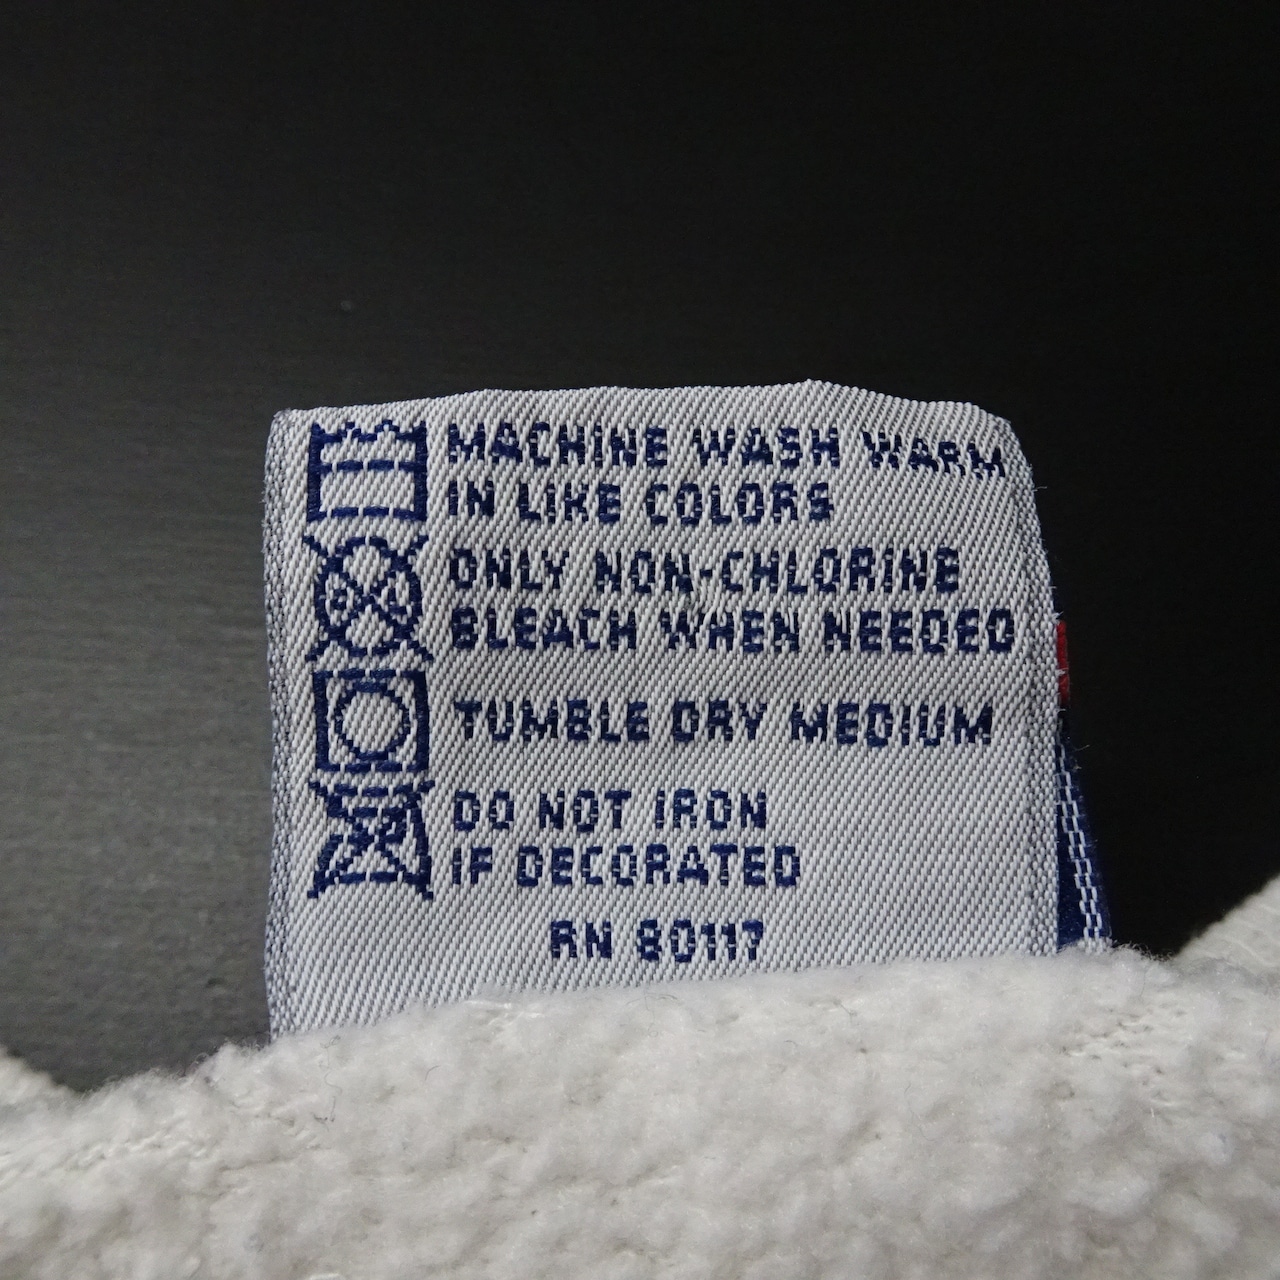 MACHINE WASH WARM
IN LIKE COLORS
ONLY NON-CHLORINE
BLEACH WHEN NEEDED
TUMBLE DRY MEDIUM
DO NOT IRON
IF DECORATED
RN 80117